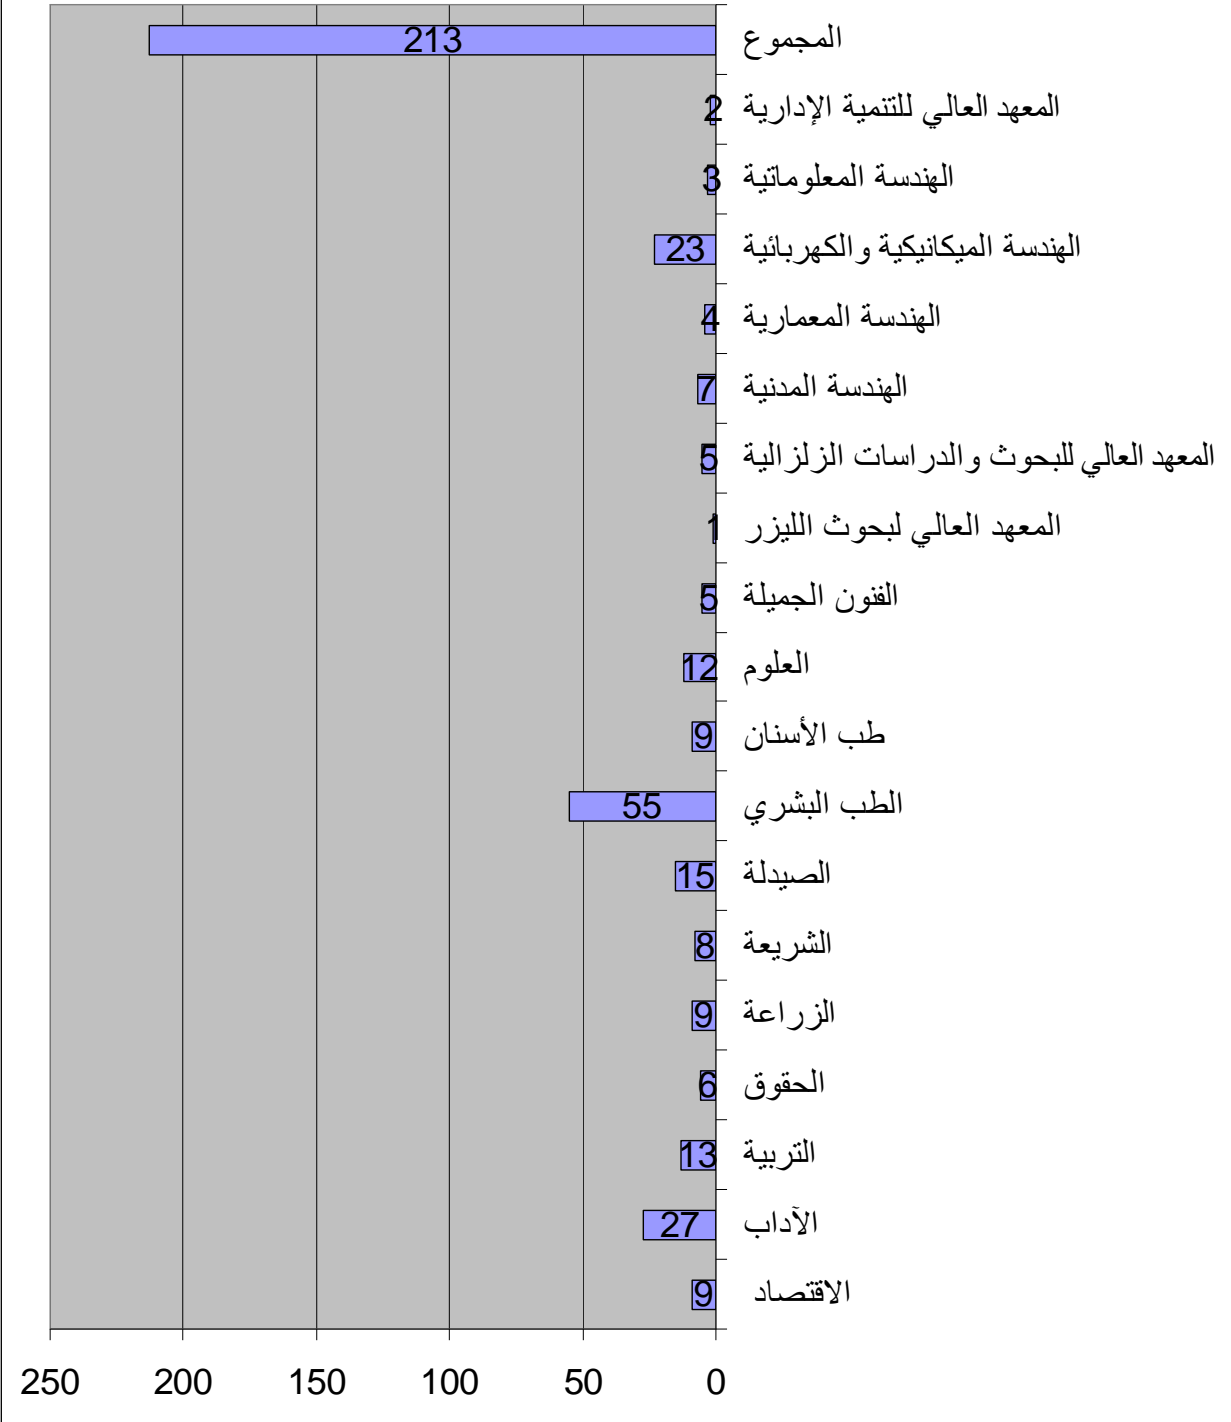 المجموع 213
المعهد العالي للتنمية الإدارية 2
الهندسة المعلوماتية 3
الهندسة الميكانيكية والكهربائية 23
الهندسة المعمارية 4
الهندسة المدنية 7
المعهد العالي للبحوث والدراسات الزلزالية 5
المعهد العالي لبحوث الليزر 1
الفنون الجميلة 5
العلوم 12
طب الأسنان 9
الطب البشري 55
الصيدلة 15
الشريعة 8
الزراعة 9
الحقوق 6
التربية 13
الآداب 27
الاقتصاد 9
250 200 150 100 50 0